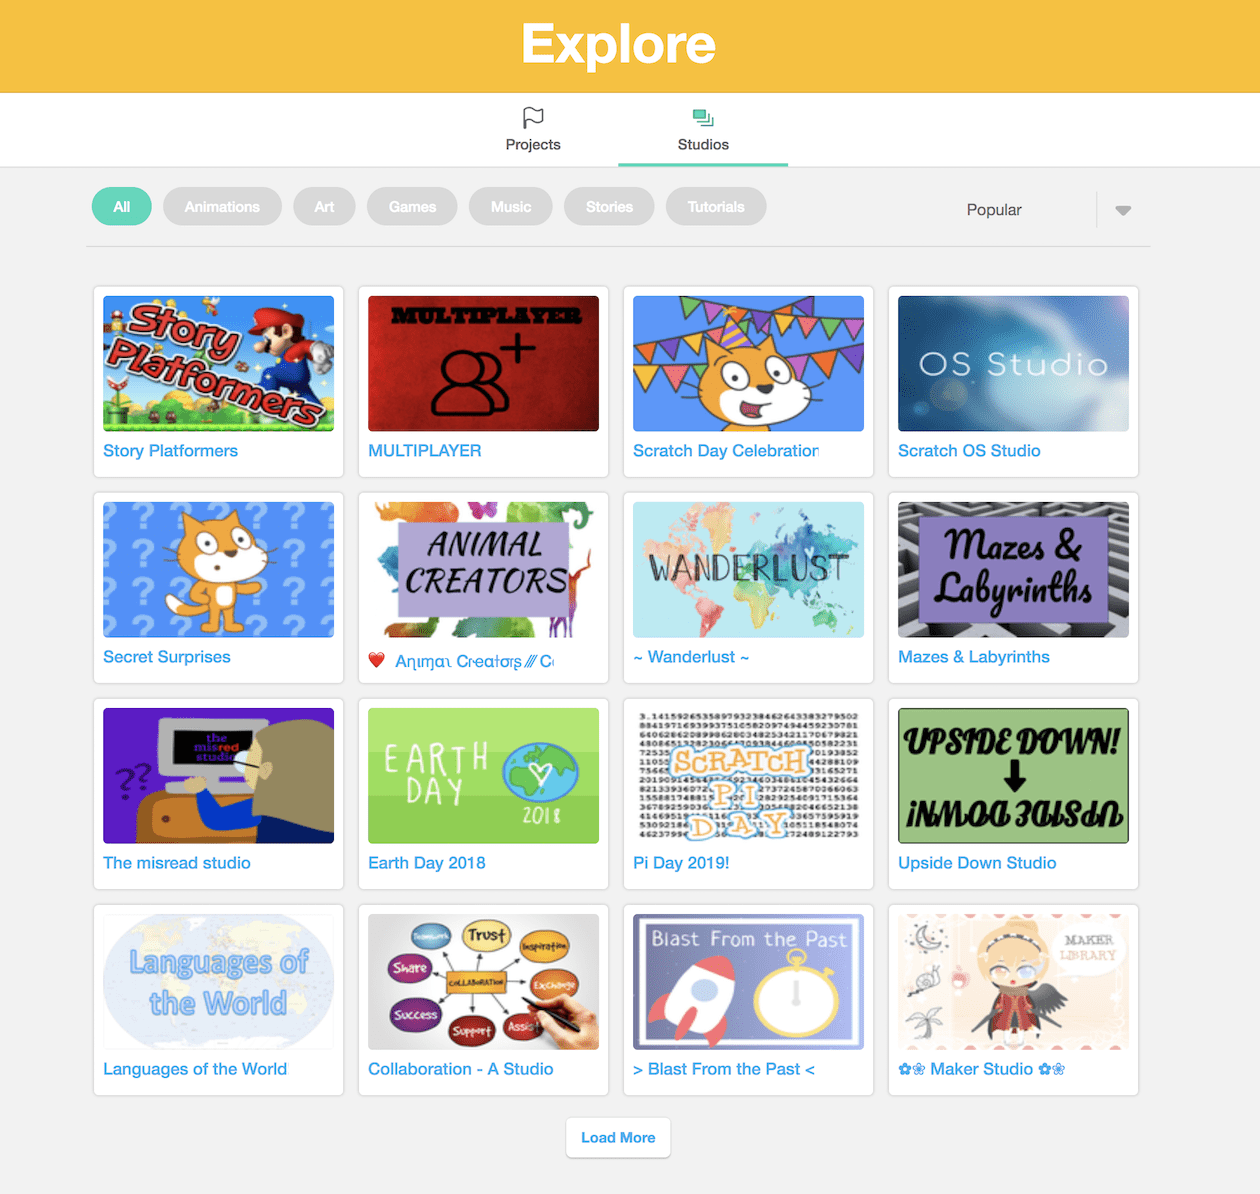 Explore
Projects
Studios
All
Animations
Art
Games
Music
Stories
Tutorials
Popular
Story
Platformers
MULTIPLAYER
OS Studio
Story Platformers
MULTIPLAYER
Scratch Day Celebration
Scratch OS Studio
ANIMAL
CREATORS
WANDERLUST
Mazes &
Labyrinths
Secret Surprises
~ Wanderlust ~
Mazes & Labyrinths
the
misred
studio
??
EARTH
DAY
2018
SCRATCH
PI
DAY
UPSIDE DOWN!
UPSIDE DOWN!
The misread studio
Earth Day 2018
Pi Day 2019!
Upside Down Studio
Languages of
the World
Teamwork
Trust
Inspiration
Share
COLLABORATION
Exchange
Success
Support
Assist
Blast From the Past
MAKER
LIBRARY
Languages of the World
Collaboration - A Studio
> Blast From the Past <
✿❀ Maker Studio ✿❀
Load More